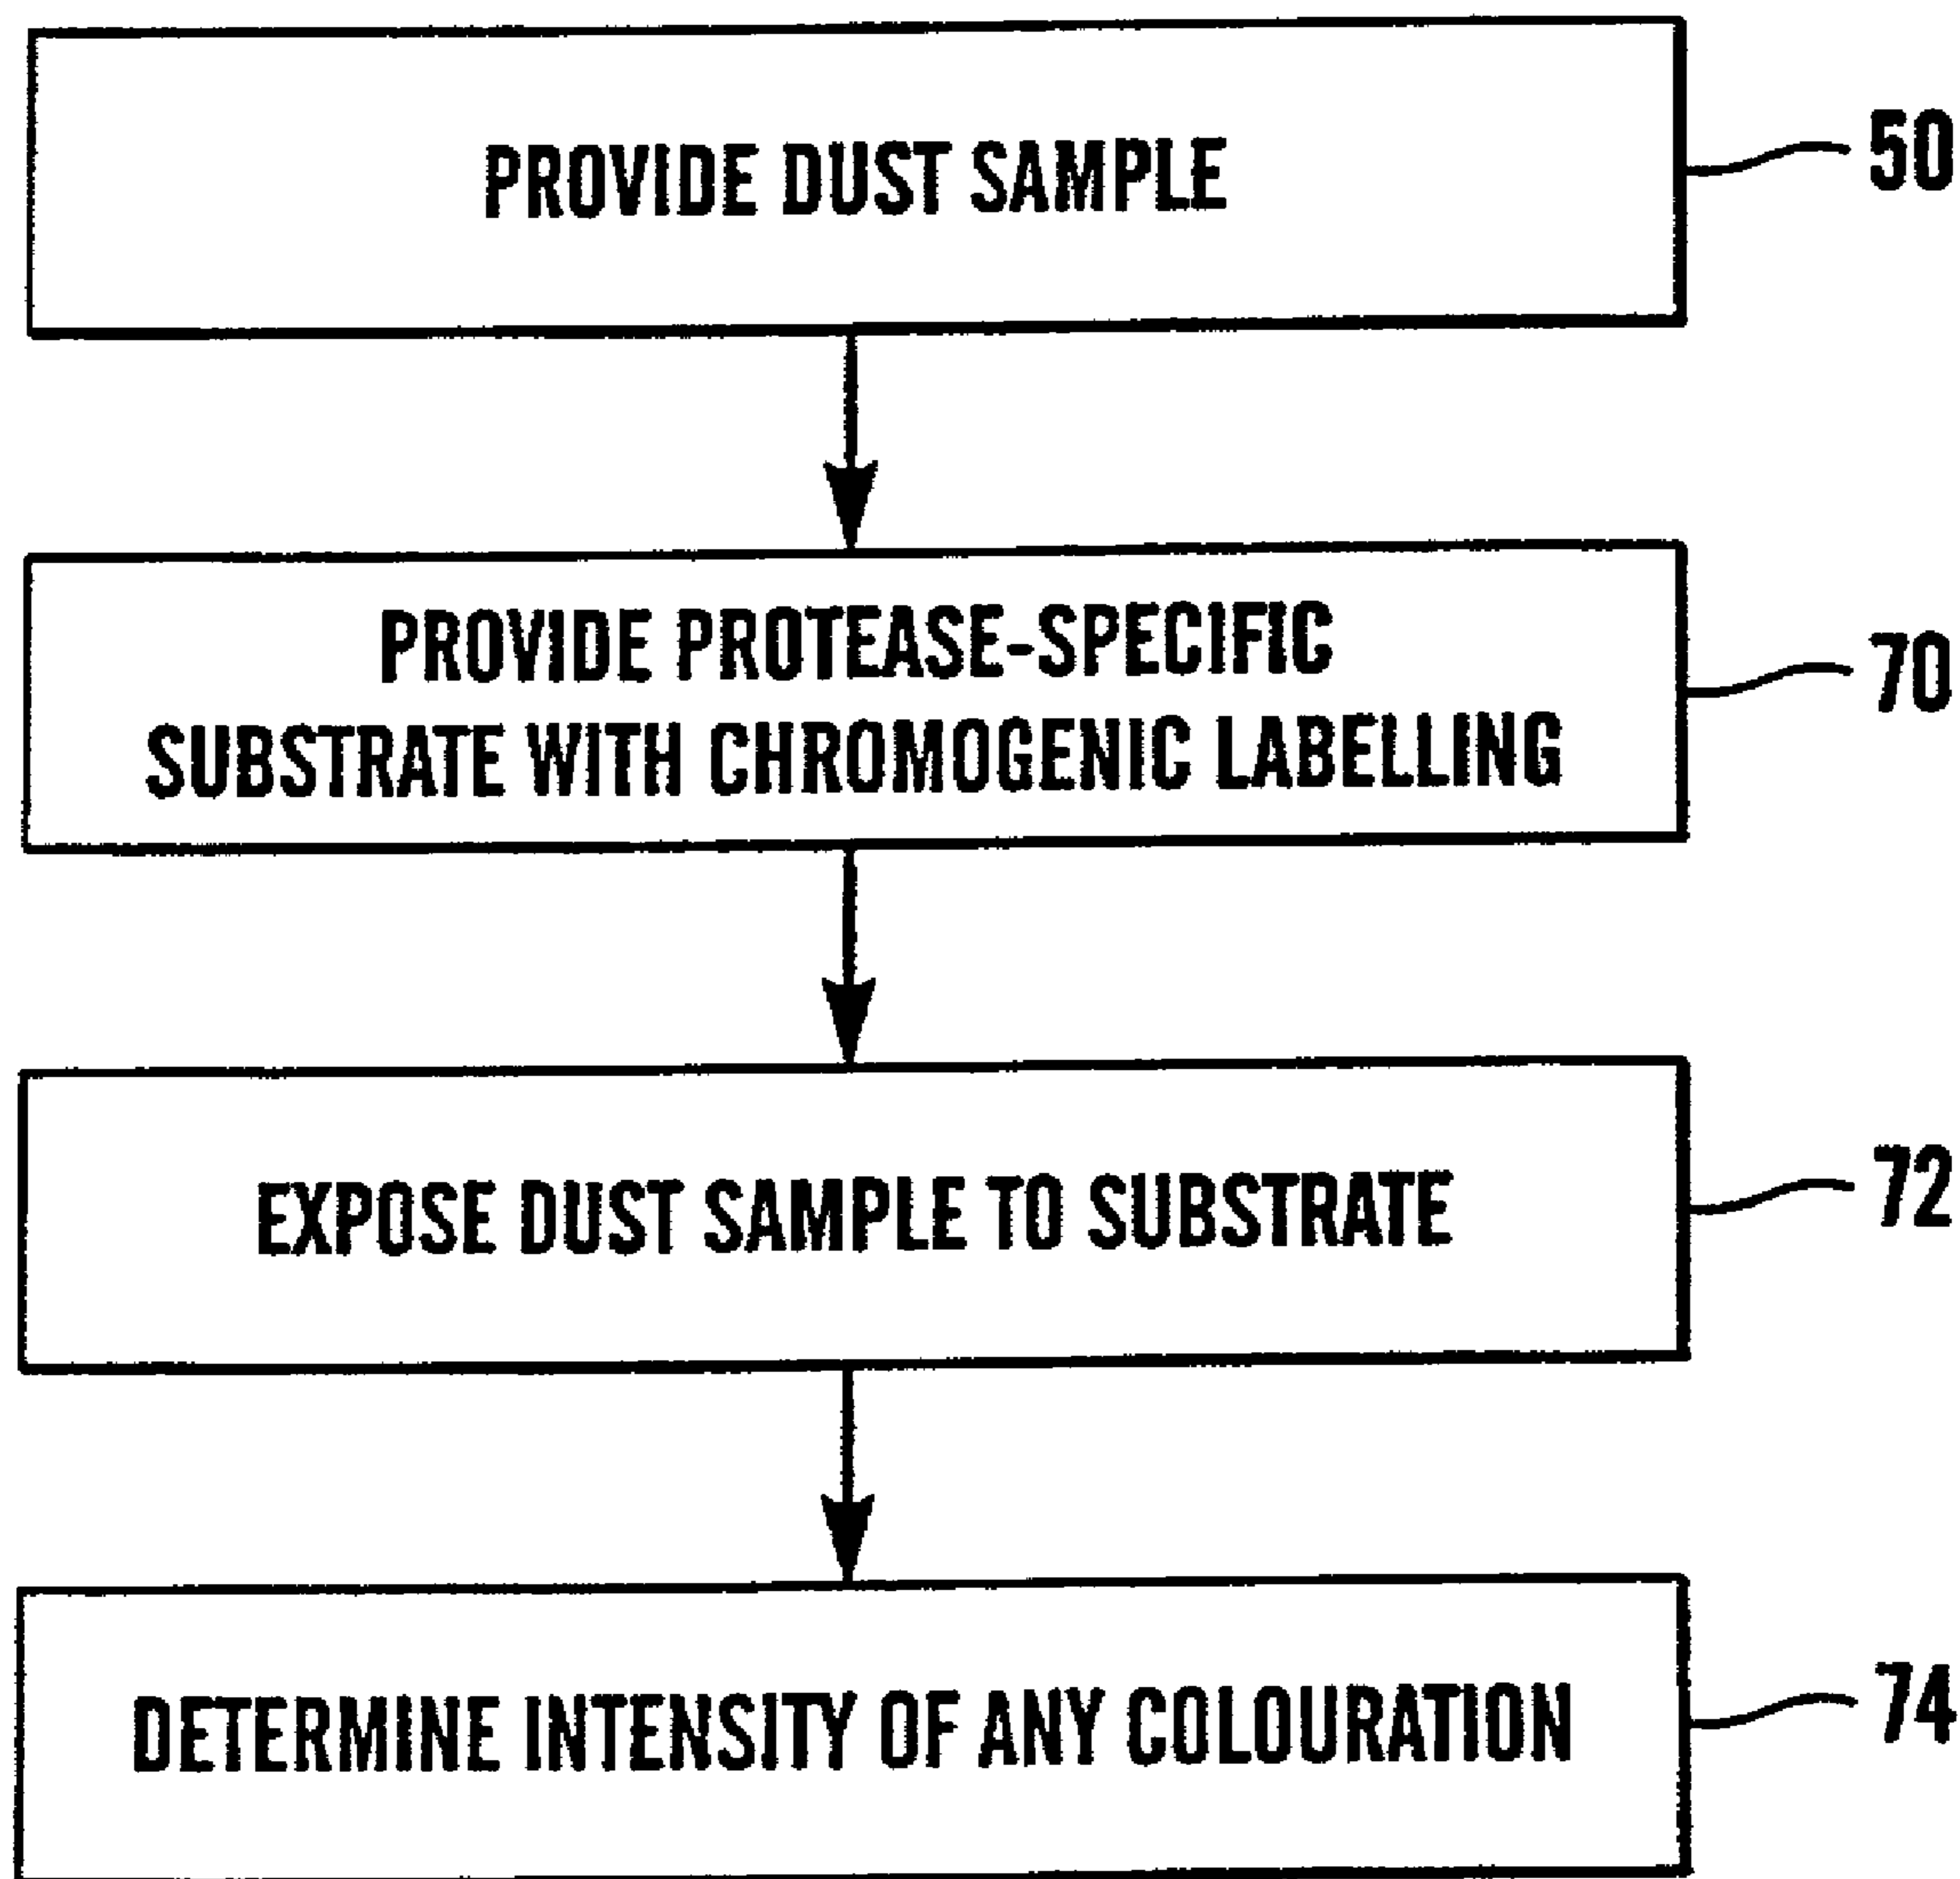 PROVIDE DUST SAMPLE
50
PROVIDE PROTEASE-SPECIFIC
SUBSTRATE WITH CHROMOGENIC LABELLING
70
EXPOSE DUST SAMPLE TO SUBSTRATE
72
DETERMINE INTENSITY OF ANY COLOURATION
74